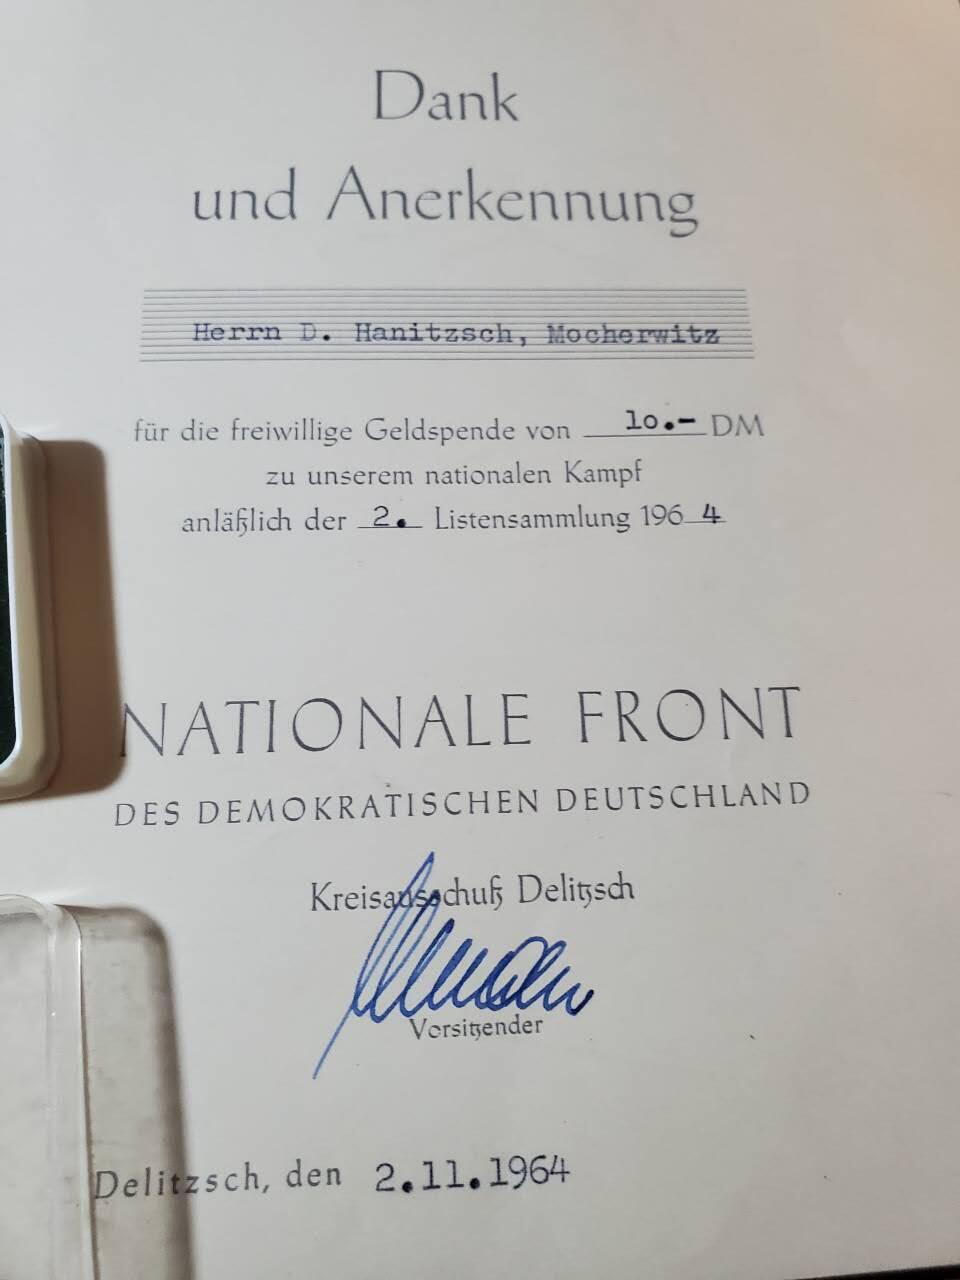 Dank
und Anerkennung
Herrn D. Hanitzsch, Mocherwitz
für die freiwillige Geldspende von 10.- DM
zu unserem nationalen Kampf
anläßlich der 2. Listensammlung 1964
NATIONALE FRONT
DES DEMOKRATISCHEN DEUTSCHLAND
Kreisausschuß Delitzsch
Vorsitzender
Delitzsch, den 2.11.1964